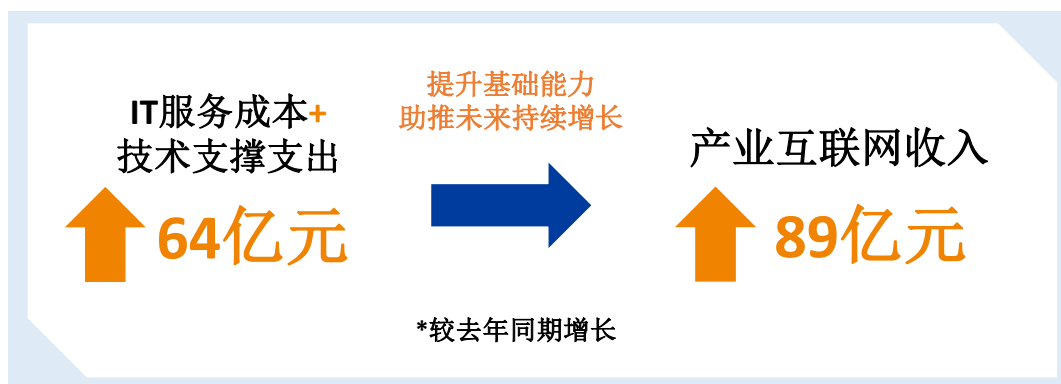 IT服务成本+
技术支撑支出
64亿元
提升基础能力
助推未来持续增长
产业互联网收入
89亿元
*较去年同期增长